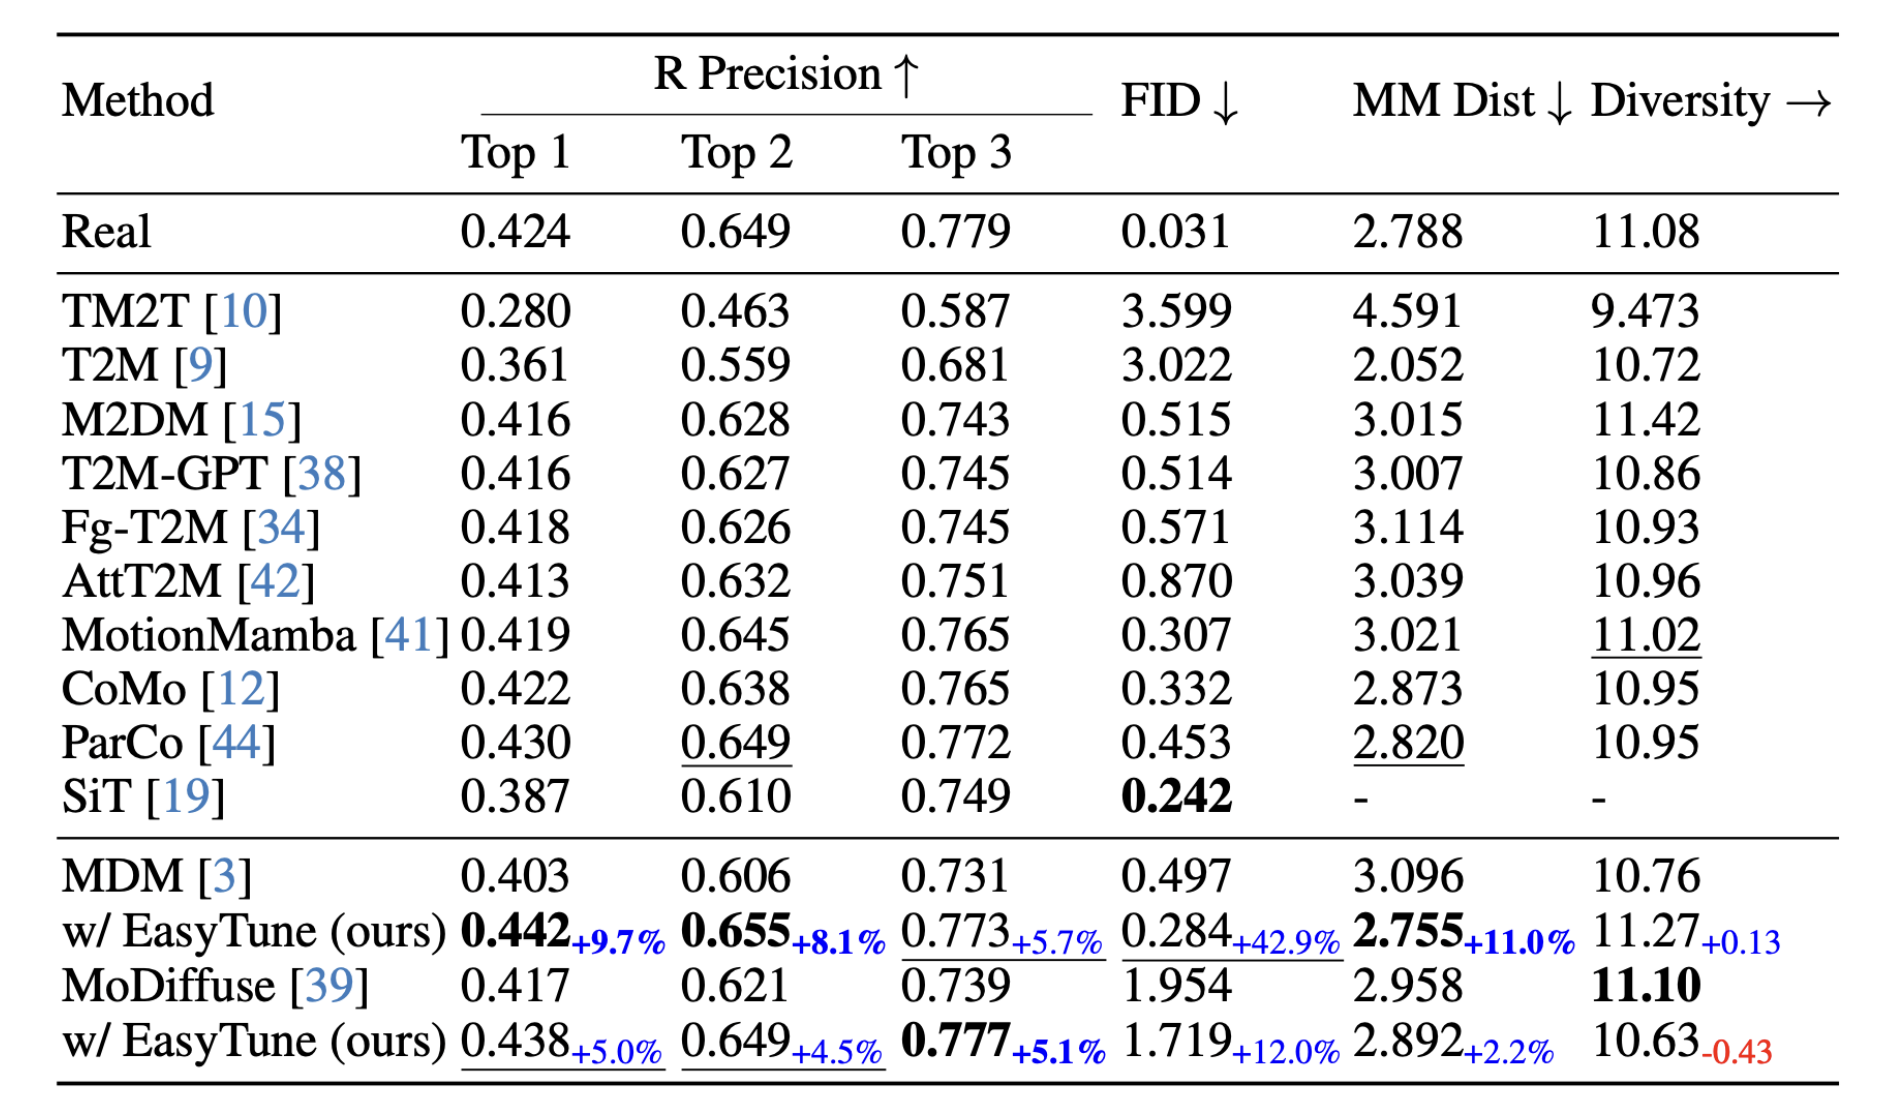 Method R Precision ↑ FID ↓ MM Dist ↓ Diversity →
Top 1 Top 2 Top 3
Real 0.424 0.649 0.779 0.031 2.788 11.08
TM2T [10] 0.280 0.463 0.587 3.599 4.591 9.473
T2M [9] 0.361 0.559 0.681 3.022 2.052 10.72
M2DM [15] 0.416 0.628 0.743 0.515 3.015 11.42
T2M-GPT [38] 0.416 0.627 0.745 0.514 3.007 10.86
Fg-T2M [34] 0.418 0.626 0.745 0.571 3.114 10.93
AttT2M [42] 0.413 0.632 0.751 0.870 3.039 10.96
MotionMamba [41] 0.419 0.645 0.765 0.307 3.021 11.02
CoMo [12] 0.422 0.638 0.765 0.332 2.873 10.95
ParCo [44] 0.430 0.649 0.772 0.453 2.820 10.95
SiT [19] 0.387 0.610 0.749 0.242 - -
MDM [3] 0.403 0.606 0.731 0.497 3.096 10.76
w/ EasyTune (ours) 0.442+9.7% 0.655+8.1% 0.773+5.7% 0.284+42.9% 2.755+11.0% 11.27+0.13
MoDiffuse [39] 0.417 0.621 0.739 1.954 2.958 11.10
w/ EasyTune (ours) 0.438+5.0% 0.649+4.5% 0.777+5.1% 1.719+12.0% 2.892+2.2% 10.63-0.43